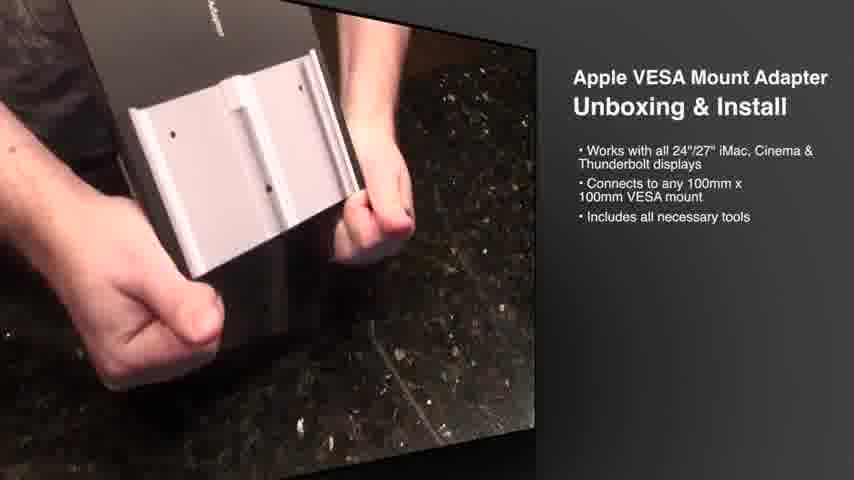 Apple VESA Mount Adapter
Unboxing & Install
• Works with all 24"/27" iMac, Cinema &
Thunderbolt displays
• Connects to any 100mm x
100mm VESA mount
• Includes all necessary tools